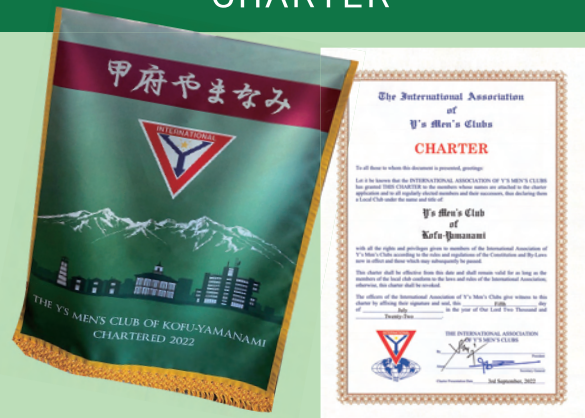 CHARTER
甲府やまなみ
INTERNATIONAL
Y
THE Y'S MEN'S CLUB OF KOFU-YAMANAMI
CHARTERED 2022
The International Association
of
Y's Men's Clubs
CHARTER
To all those to whom this document is presented, greetings:
Let it be known that the INTERNATIONAL ASSOCIATION OF Y'S MEN'S CLUBS
has granted THIS CHARTER to the members whose names are attached to the charter
application and to all regularly elected members and their successors, thus declaring them
a Local Club under the name and title of:
Y's Men's Club
of
Kofu-Yamanami
with all the rights and privileges given to members of the International Association of
Y's Men's Clubs according to the rules and regulations of the Constitution and By-Laws
now in effect and those which may subsequently be passed.
This charter shall be effective from this date and shall remain valid for as long as the
members of the local club conform to the laws and rules of the International Association;
otherwise, this charter shall be revoked.
The officers of the International Association of Y's Men's Clubs give witness to this
charter by affixing their signature and seal, this Fifth day
of July in the year of Our Lord Two Thousand and
Twenty-Two
THE INTERNATIONAL ASSOCIATION
OF Y'S MEN'S CLUBS
By
President
Charter Presentation Date 3rd September, 2022